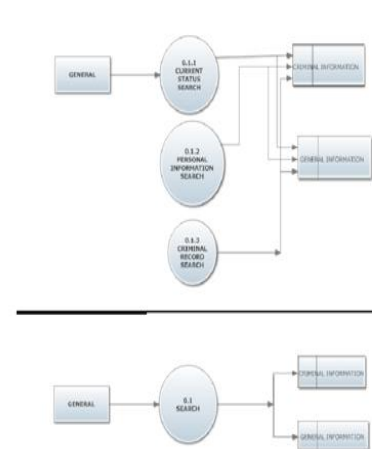 GENERAL
0.1.1
CURRENT
STATUS
SEARCH
CRIMINAL INFORMATION
0.1.2
PERSONAL
INFORMATION
SEARCH
GENERAL INFORMATION
0.1.3
CRIMINAL
RECORD
SEARCH
GENERAL
0.1
SEARCH
CRIMINAL INFORMATION
GENERAL INFORMATION